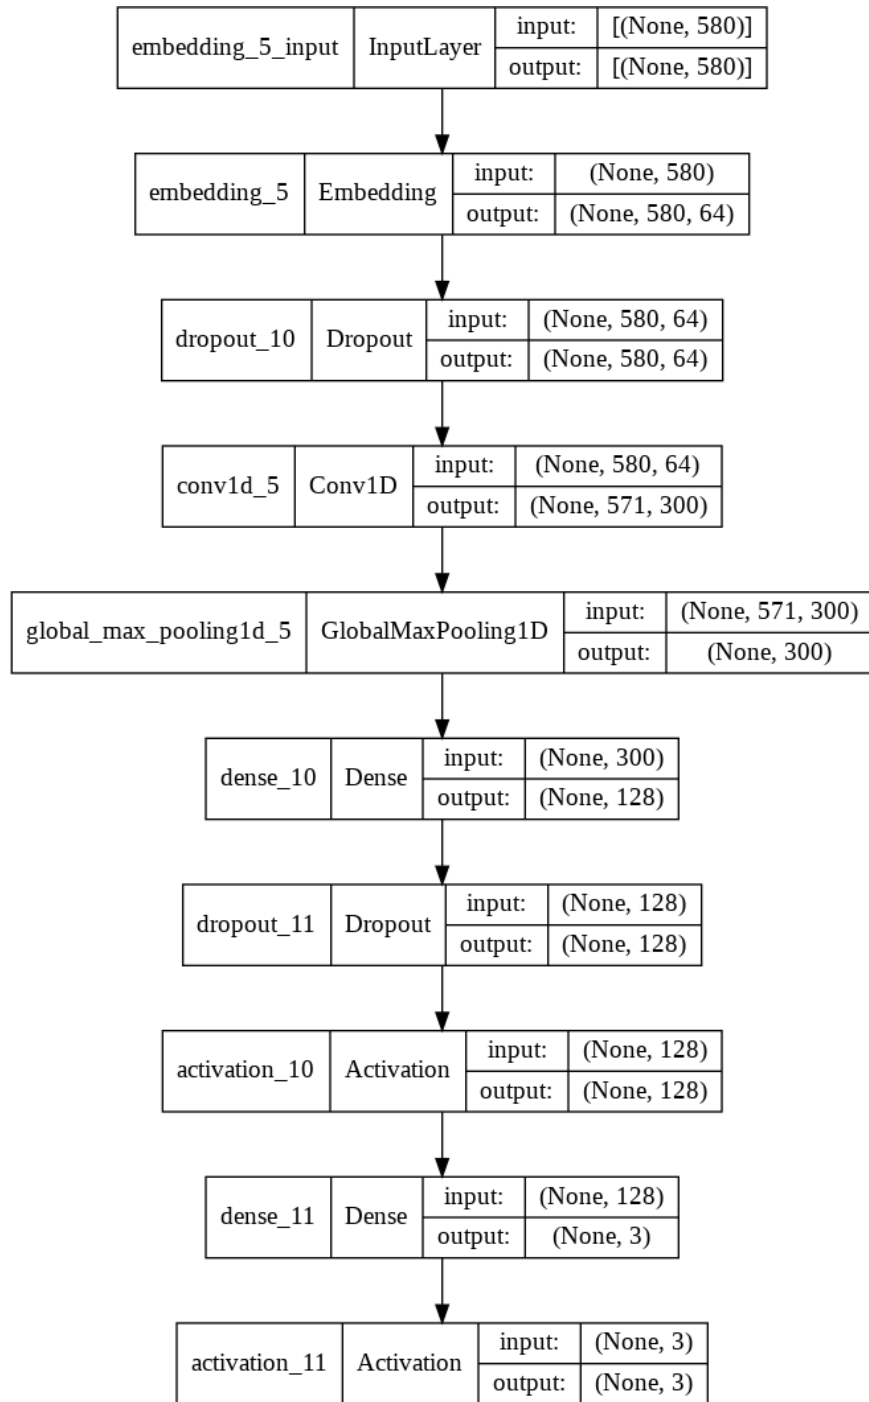 embedding_5_input InputLayer input: [(None, 580)]
output: [(None, 580)]
embedding_5 Embedding input: (None, 580)
output: (None, 580, 64)
dropout_10 Dropout input: (None, 580, 64)
output: (None, 580, 64)
conv1d_5 Conv1D input: (None, 580, 64)
output: (None, 571, 300)
global_max_pooling1d_5 GlobalMaxPooling1D input: (None, 571, 300)
output: (None, 300)
dense_10 Dense input: (None, 300)
output: (None, 128)
dropout_11 Dropout input: (None, 128)
output: (None, 128)
activation_10 Activation input: (None, 128)
output: (None, 128)
dense_11 Dense input: (None, 128)
output: (None, 3)
activation_11 Activation input: (None, 3)
output: (None, 3)